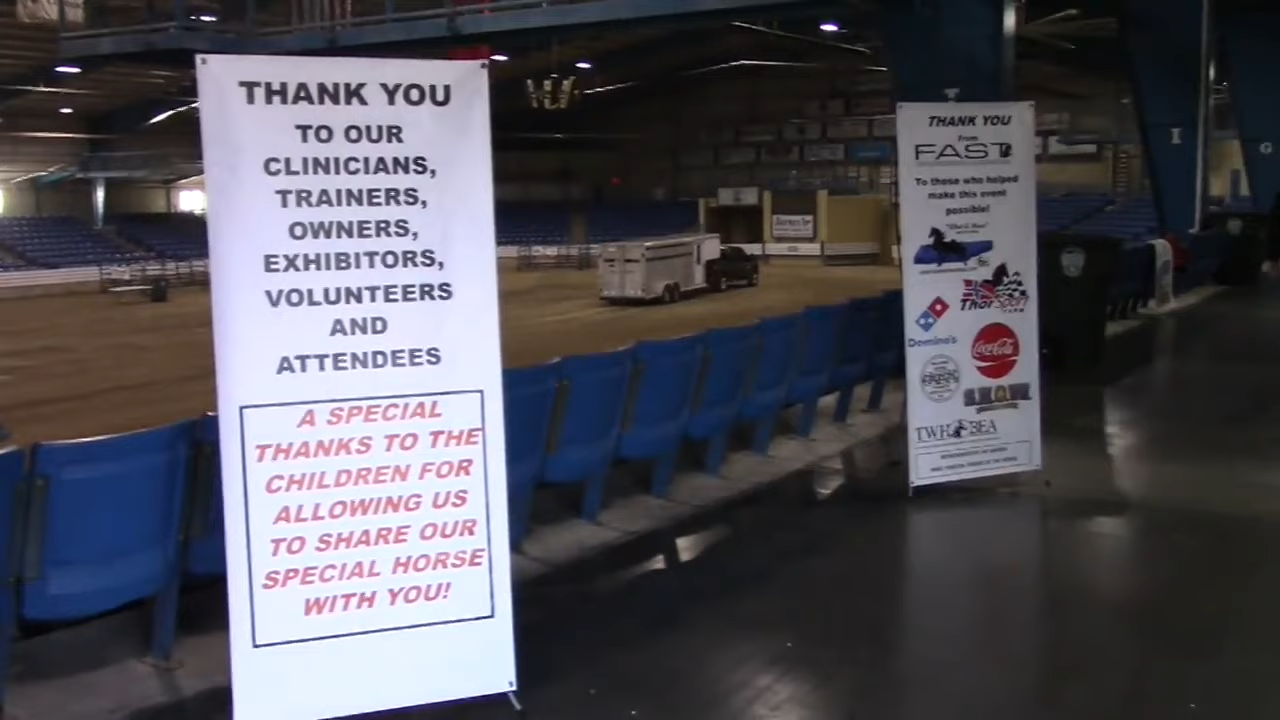 THANK YOU
TO OUR
CLINICIANS,
TRAINERS,
OWNERS,
EXHIBITORS,
VOLUNTEERS
AND
ATTENDEES
A SPECIAL
THANKS TO THE
CHILDREN FOR
ALLOWING US
TO SHARE OUR
SPECIAL HORSE
WITH YOU!
THANK YOU
From
FAST
To those who helped
make this event
possible!
ThorSport
Domino's
Coca-Cola
TWHBEA
I
G